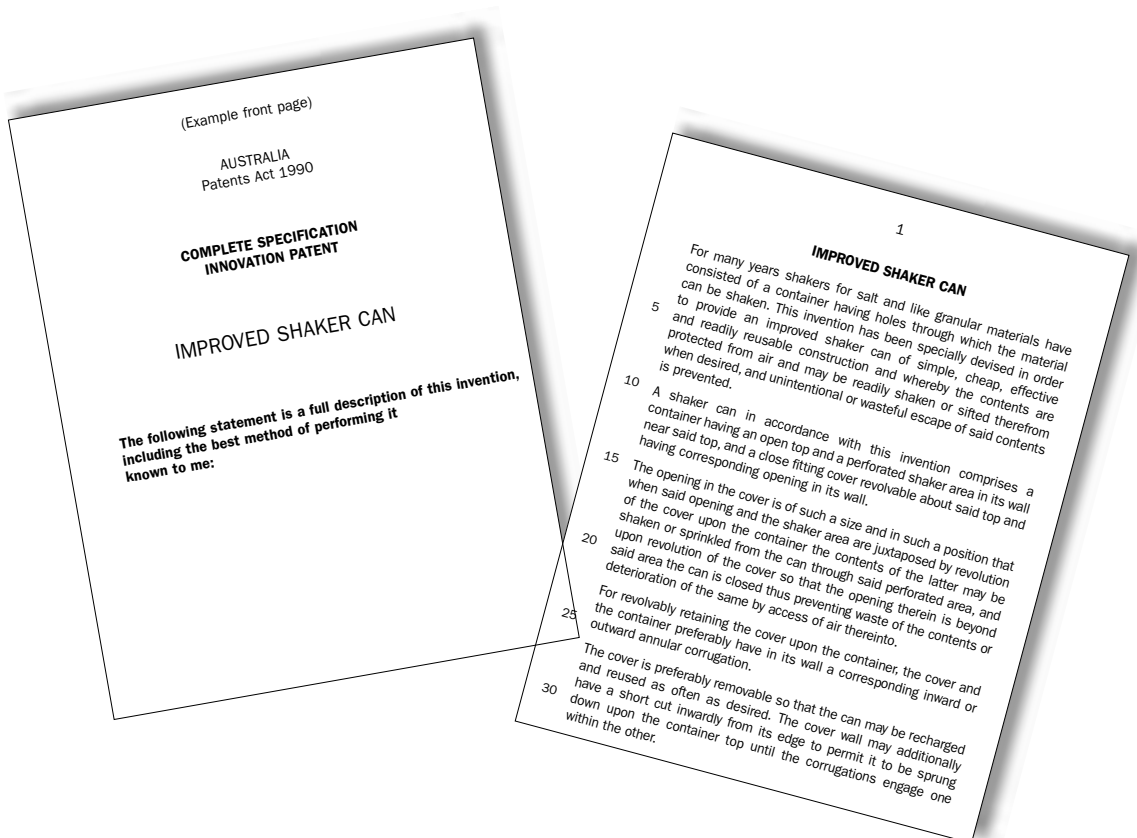 (Example front page)
AUSTRALIA
Patents Act 1990
COMPLETE SPECIFICATION
INNOVATION PATENT
IMPROVED SHAKER CAN
The following statement is a full description of this invention,
including the best method of performing it
known to me:
1
IMPROVED SHAKER CAN
For many years shakers for salt and like granular materials have
consisted of a container having holes through which the material
can be shaken. This invention has been specially devised in order
to provide an improved shaker can of simple, cheap, effective
5 and readily reusable construction and whereby the contents are
protected from air and may be readily shaken or sifted therefrom
when desired, and unintentional or wasteful escape of said contents
is prevented.
10 A shaker can in accordance with this invention comprises a
container having an open top and a perforated shaker area in its wall
near said top, and a close fitting cover revolvable about said top and
having corresponding opening in its wall.
15 The opening in the cover is of such a size and in such a position that
when said opening and the shaker area are juxtaposed by revolution
of the cover upon the container the contents of the latter may be
shaken or sprinkled from the can through said perforated area, and
upon revolution of the cover so that the opening therein is beyond
20 said area the can is closed thus preventing waste of the contents or
deterioration of the same by access of air thereinto.
For revolvably retaining the cover upon the container, the cover and
the container preferably have in its wall a corresponding inward or
25 outward annular corrugation.
The cover is preferably removable so that the can may be recharged
and reused as often as desired. The cover wall may additionally
have a short cut inwardly from its edge to permit it to be sprung
30 down upon the container top until the corrugations engage one
within the other.